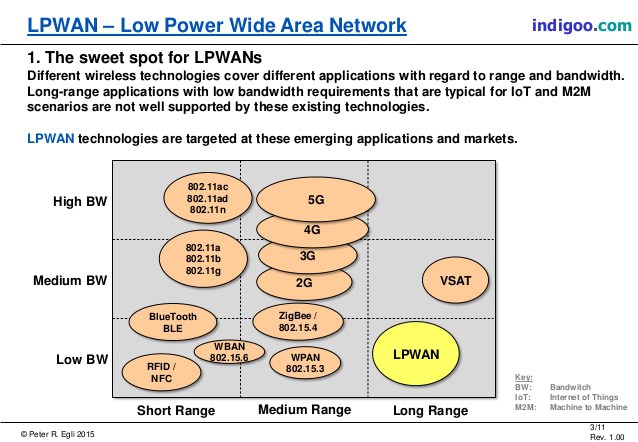 LPWAN – Low Power Wide Area Network
indigoo.com
1. The sweet spot for LPWANs
Different wireless technologies cover different applications with regard to range and bandwidth.
Long-range applications with low bandwidth requirements that are typical for IoT and M2M
scenarios are not well supported by these existing technologies.
LPWAN technologies are targeted at these emerging applications and markets.
High BW
802.11ac
802.11ad
802.11n
5G
4G
Medium BW
802.11a
802.11b
802.11g
3G
2G
VSAT
Low BW
BlueTooth
BLE
ZigBee /
802.15.4
WBAN
802.15.6
RFID /
NFC
WPAN
802.15.3
LPWAN
Short Range
Medium Range
Long Range
Key:
BW: Bandwitch
IoT: Internet of Things
M2M: Machine to Machine
© Peter R. Egli 2015
3/11
Rev. 1.00